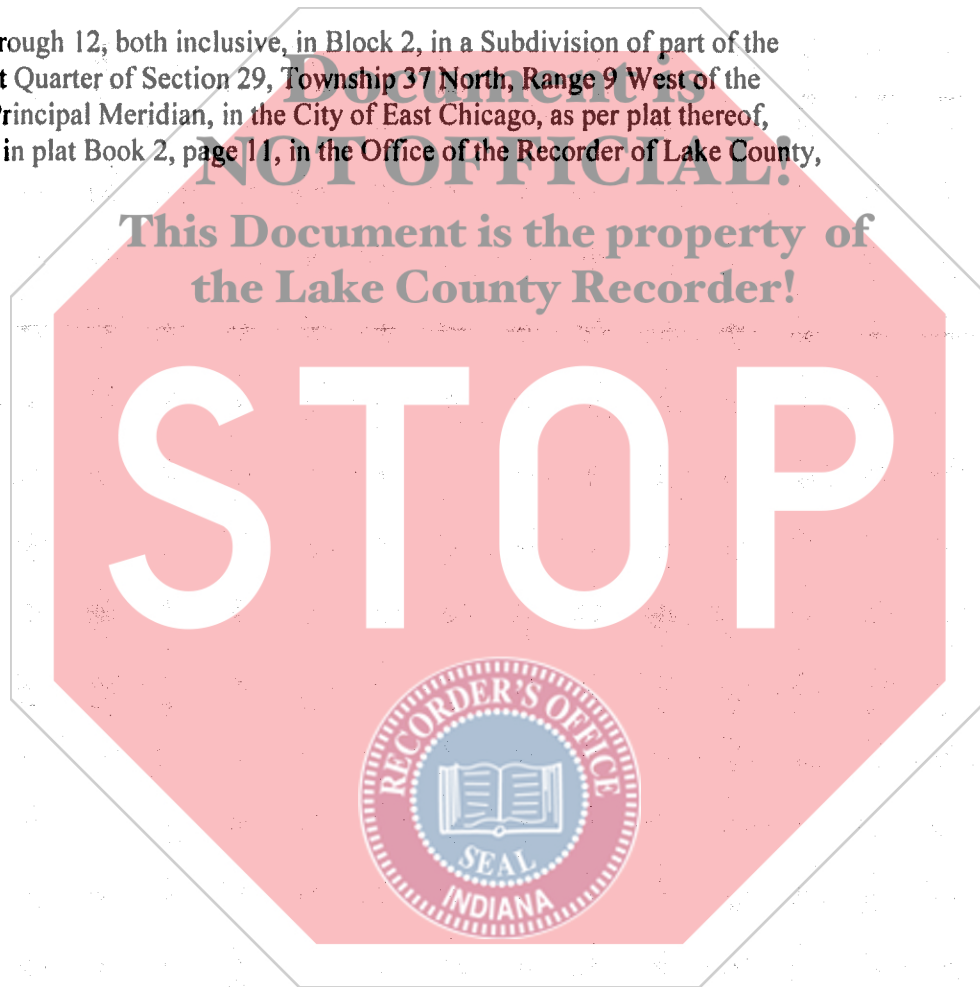 rough 12, both inclusive, in Block 2, in a Subdivision of part of the
t Quarter of Section 29, Township 37 North, Range 9 West of the
Principal Meridian, in the City of East Chicago, as per plat thereof,
in plat Book 2, page 11, in the Office of the Recorder of Lake County,
Document is
NOT OFFICIAL!
This Document is the property of
the Lake County Recorder!
STOP
RECORDER'S OFFICE
SEAL
INDIANA